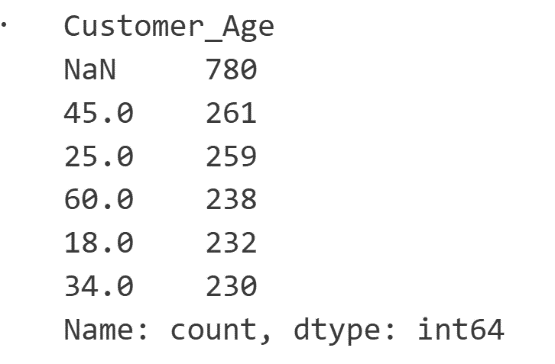 Customer_Age
NaN 780
45.0 261
25.0 259
60.0 238
18.0 232
34.0 230
Name: count, dtype: int64